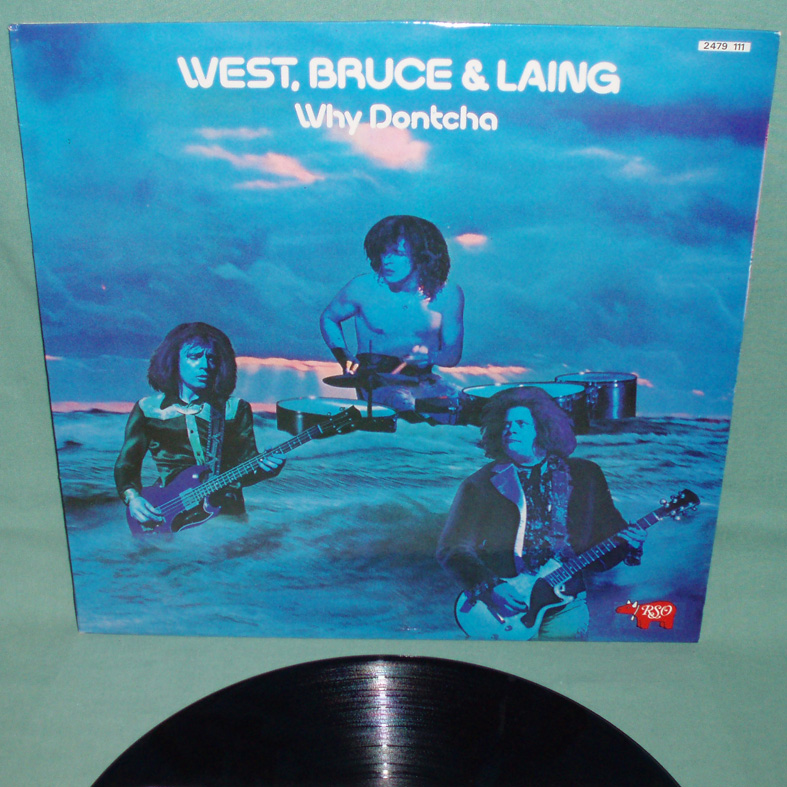 2479 111
WEST, BRUCE & LAING
Why Dontcha
RSO